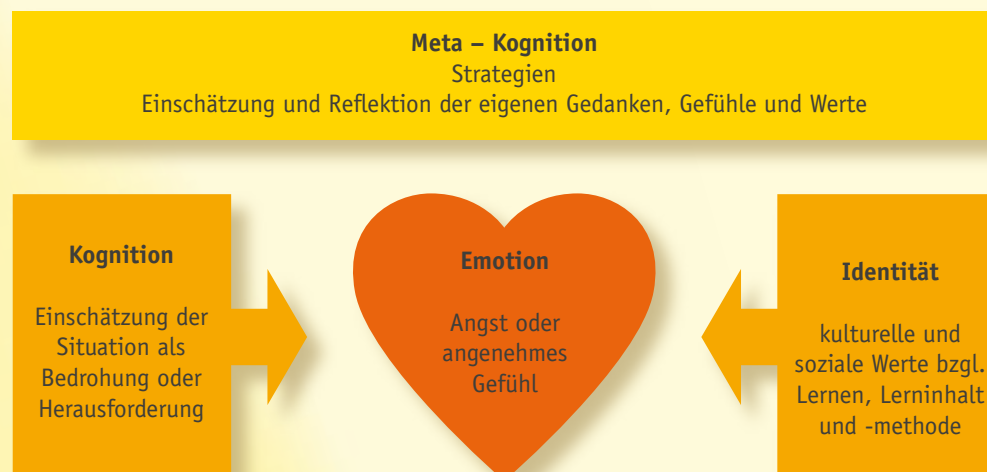 Meta – Kognition
Strategien
Einschätzung und Reflektion der eigenen Gedanken, Gefühle und Werte
Kognition
Einschätzung der
Situation als
Bedrohung oder
Herausforderung
Emotion
Angst oder
angenehmes
Gefühl
Identität
kulturelle und
soziale Werte bzgl.
Lernen, Lerninhalt
und -methode